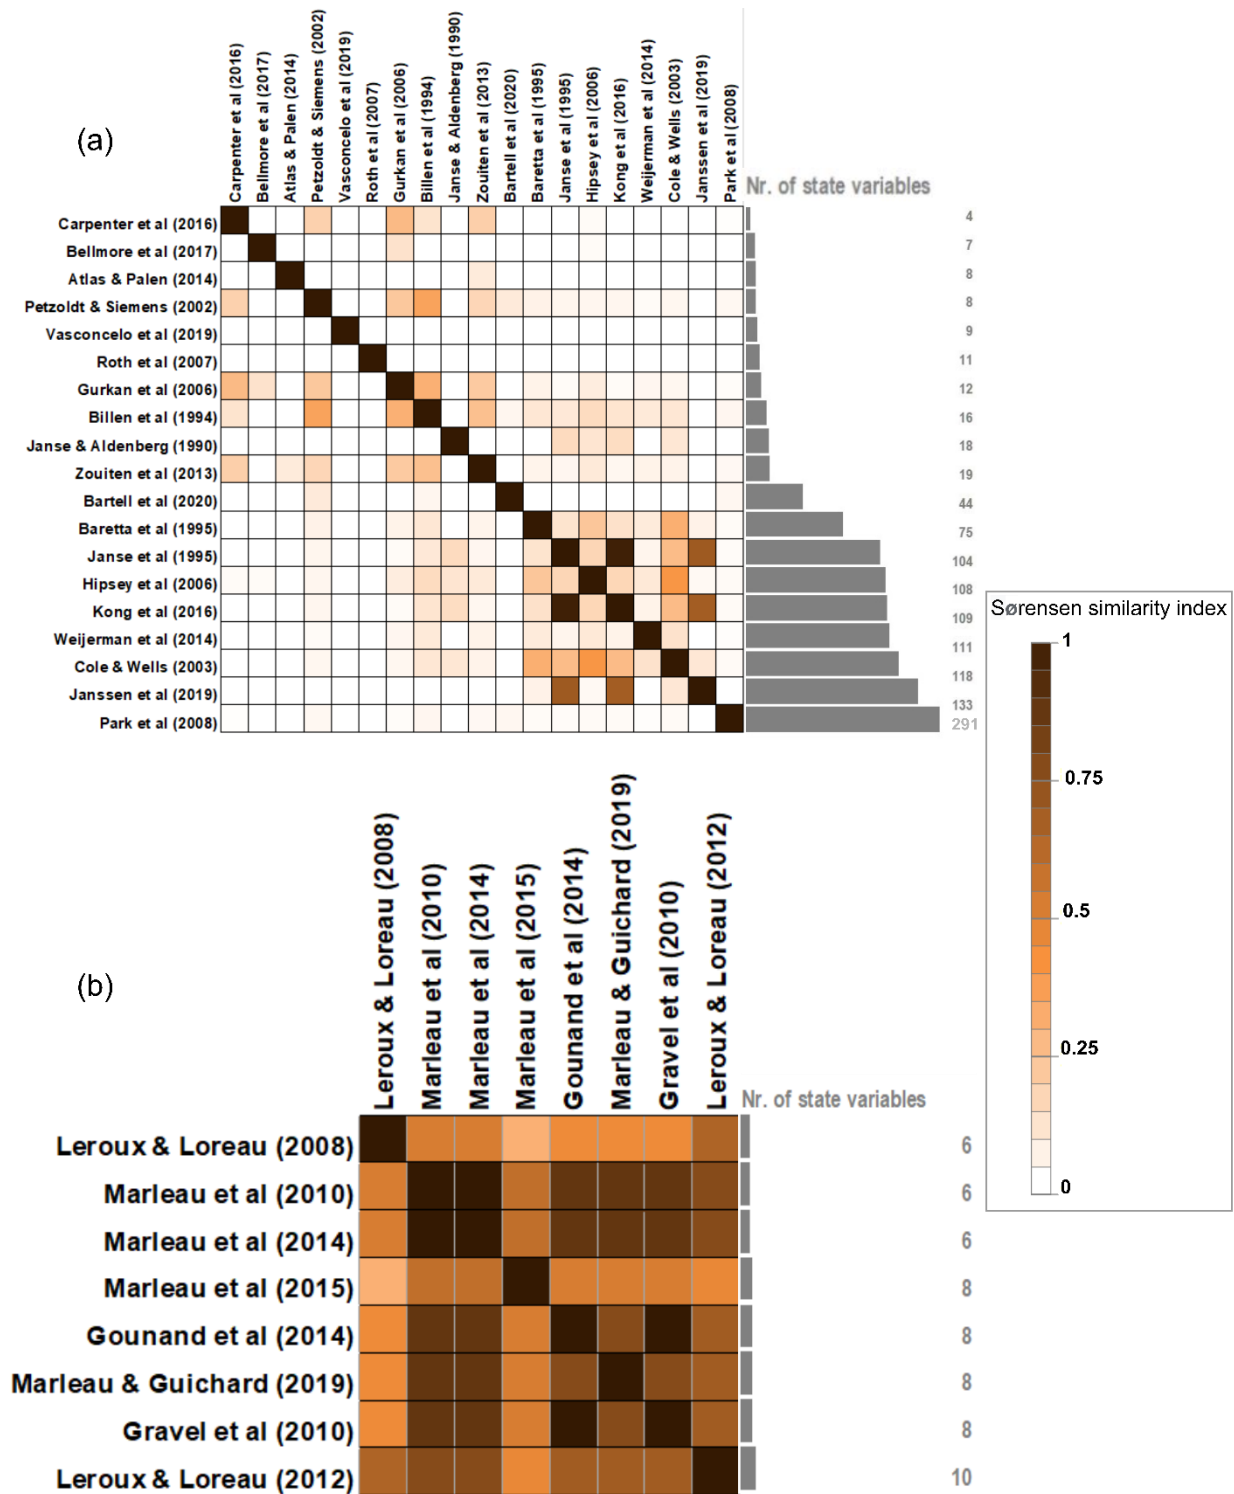 (a)
Carpenter et al (2016)
Bellmore et al (2017)
Atlas & Palen (2014)
Petzoldt & Siemens (2002)
Vasconcelo et al (2019)
Roth et al (2007)
Gurkan et al (2006)
Billen et al (1994)
Janse & Aldenberg (1990)
Zouiten et al (2013)
Bartell et al (2020)
Baretta et al (1995)
Janse et al (1995)
Hipsey et al (2006)
Kong et al (2016)
Weijerman et al (2014)
Cole & Wells (2003)
Janssen et al (2019)
Park et al (2008)
Nr. of state variables
Carpenter et al (2016) 4
Bellmore et al (2017) 7
Atlas & Palen (2014) 8
Petzoldt & Siemens (2002) 8
Vasconcelo et al (2019) 9
Roth et al (2007) 11
Gurkan et al (2006) 12
Billen et al (1994) 16
Janse & Aldenberg (1990) 18
Zouiten et al (2013) 19
Bartell et al (2020) 44
Baretta et al (1995) 75
Janse et al (1995) 104
Hipsey et al (2006) 108
Kong et al (2016) 109
Weijerman et al (2014) 111
Cole & Wells (2003) 118
Janssen et al (2019) 133
Park et al (2008) 291
Sørensen similarity index
1
0.75
0.5
0.25
0
(b)
Leroux & Loreau (2008)
Marleau et al (2010)
Marleau et al (2014)
Marleau et al (2015)
Gounand et al (2014)
Marleau & Guichard (2019)
Gravel et al (2010)
Leroux & Loreau (2012)
Nr. of state variables
Leroux & Loreau (2008) 6
Marleau et al (2010) 6
Marleau et al (2014) 6
Marleau et al (2015) 8
Gounand et al (2014) 8
Marleau & Guichard (2019) 8
Gravel et al (2010) 8
Leroux & Loreau (2012) 10